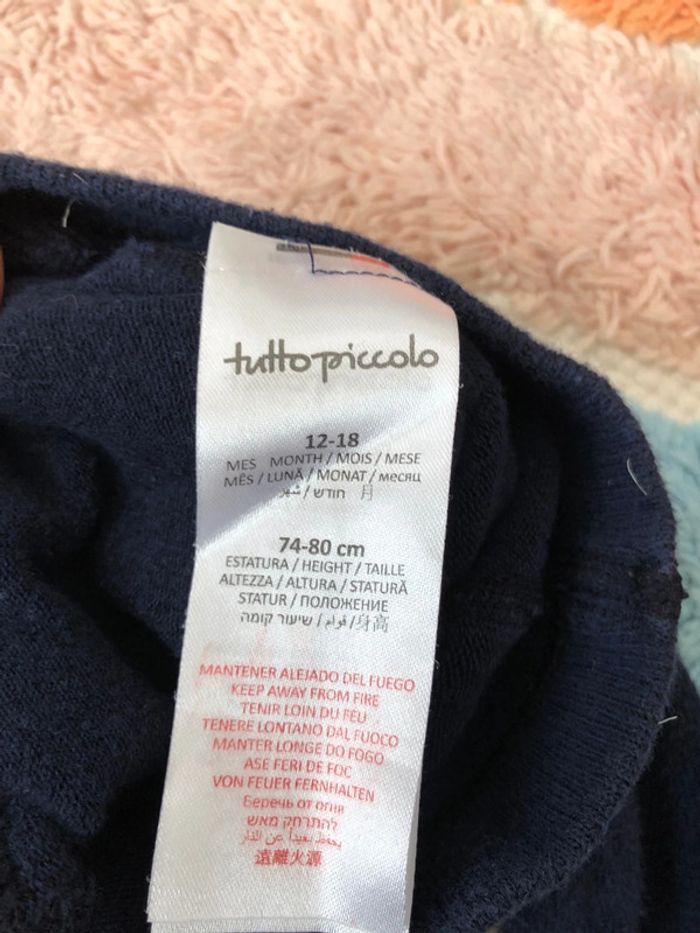 tuttopiccolo
12-18
MES MONTH / MOIS / MESE
MÊS / LUNĂ / MONAT / месяц
شهر / חודש / 月
74-80 cm
ESTATURA / HEIGHT / TAILLE
ALTEZZA / ALTURA / STATURĂ
STATUR / ПОЛОЖЕНИЕ
שיעור קומה / قوام / 身高
MANTENER ALEJADO DEL FUEGO
KEEP AWAY FROM FIRE
TENIR LOIN DU FEU
TENERE LONTANO DAL FUOCO
MANTER LONGE DO FOGO
ASE FERI DE FOC
VON FEUER FERNHALTEN
Беречь от огня
להתרחק מאש
يحفظ بعيداً عن النار
遠離火源